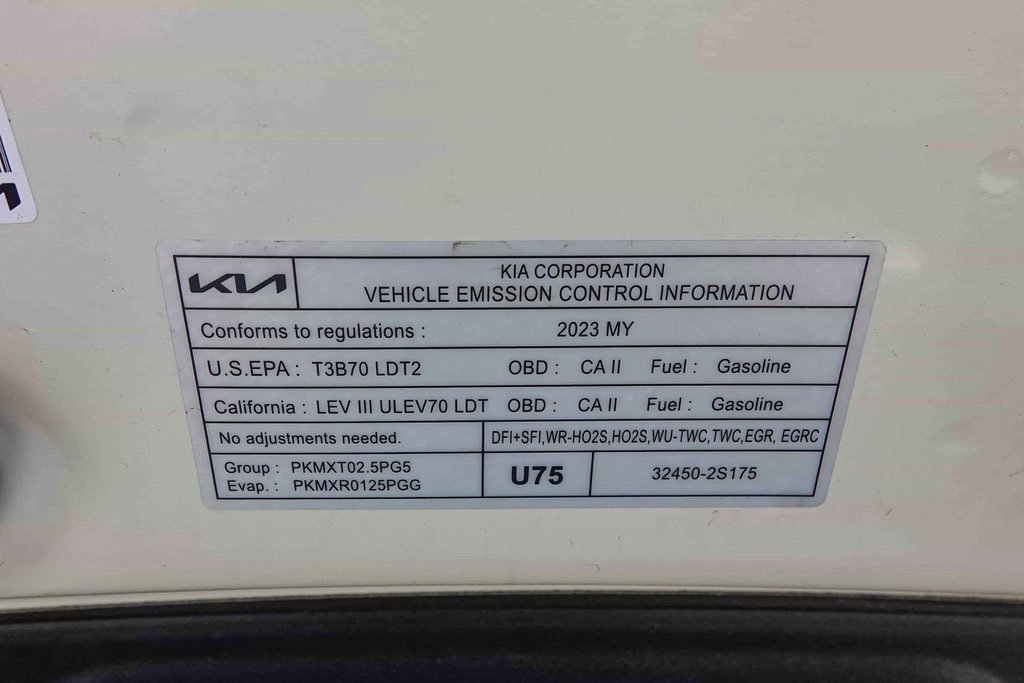 KIA
KIA CORPORATION
VEHICLE EMISSION CONTROL INFORMATION
Conforms to regulations : 2023 MY
U.S.EPA : T3B70 LDT2 OBD : CA II Fuel : Gasoline
California : LEV III ULEV70 LDT OBD : CA II Fuel : Gasoline
No adjustments needed. DFI+SFI,WR-HO2S,HO2S,WU-TWC,TWC,EGR, EGRC
Group : PKMXT02.5PG5
Evap. : PKMXR0125PGG
U75 32450-2S175